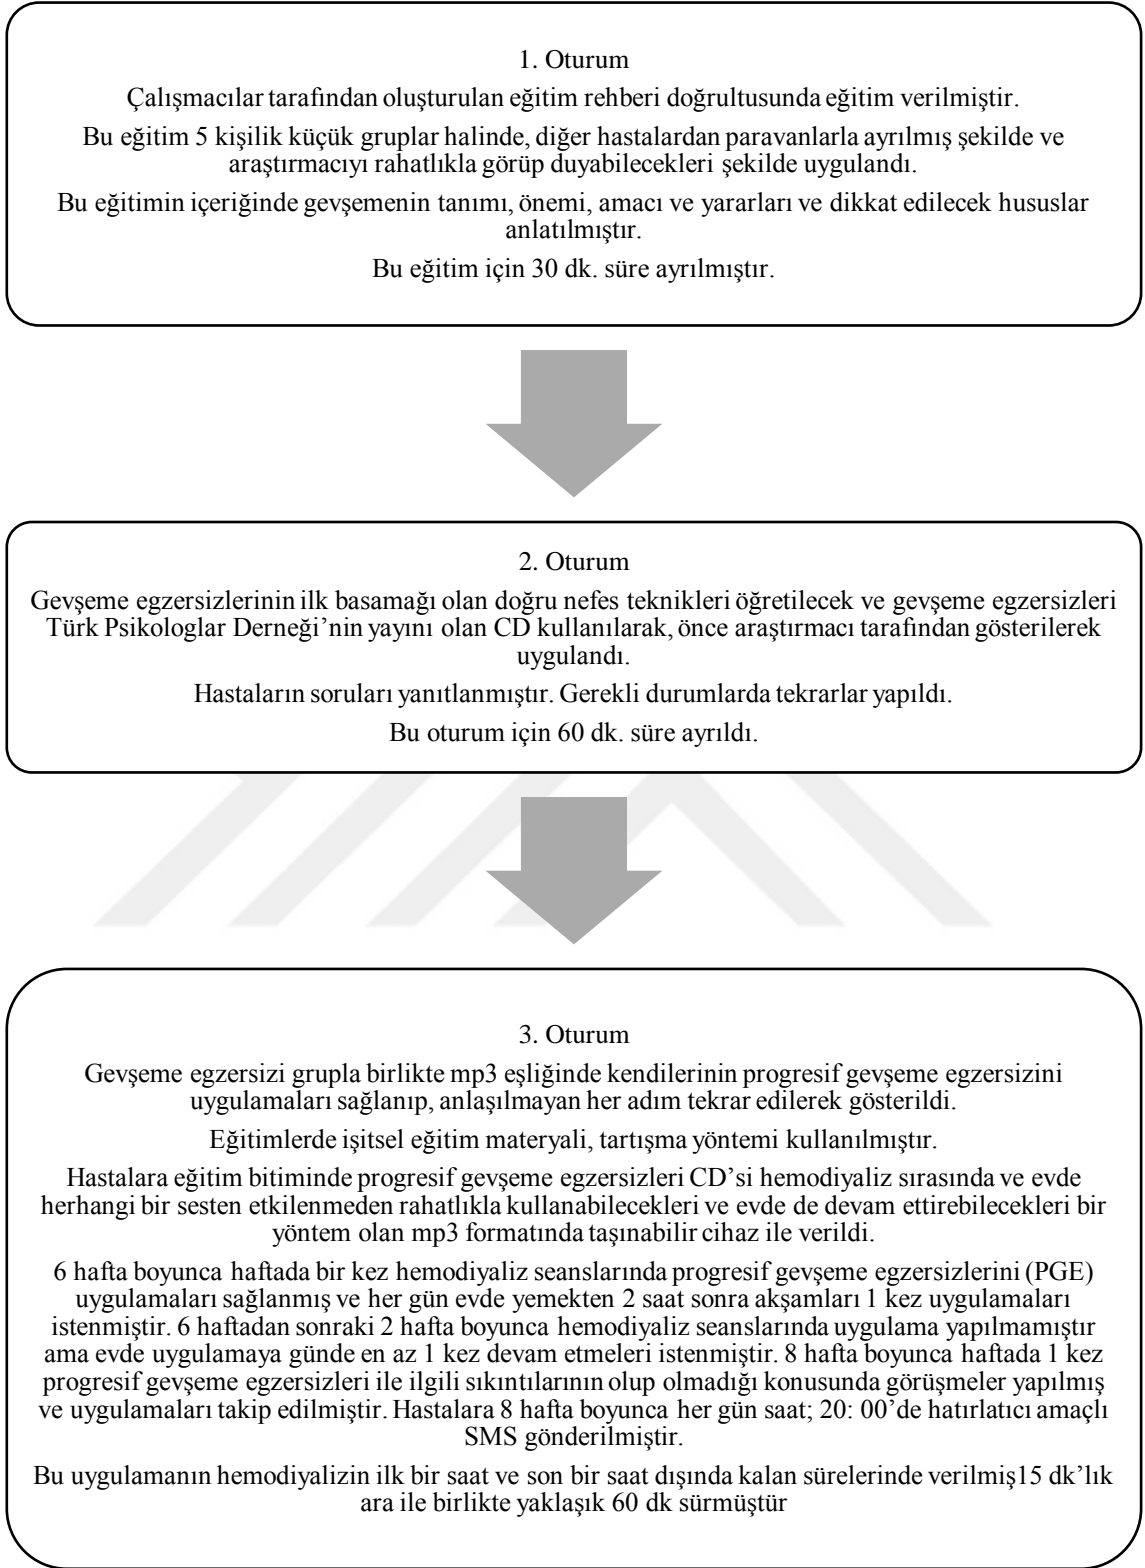 1. Oturum
Çalışmacılar tarafından oluşturulan eğitim rehberi doğrultusunda eğitim verilmiştir.
Bu eğitim 5 kişilik küçük gruplar halinde, diğer hastalardan paravanlarla ayrılmış şekilde ve
araştırmacıyı rahatlıkla görüp duyabilecekleri şekilde uygulandı.
Bu eğitimin içeriğinde gevşemenin tanımı, önemi, amacı ve yararları ve dikkat edilecek hususlar
anlatılmıştır.
Bu eğitim için 30 dk. süre ayrılmıştır.
2. Oturum
Gevşeme egzersizlerinin ilk basamağı olan doğru nefes teknikleri öğretilecek ve gevşeme egzersizleri
Türk Psikologlar Derneği’nin yayını olan CD kullanılarak, önce araştırmacı tarafından gösterilerek
uygulandı.
Hastaların soruları yanıtlanmıştır. Gerekli durumlarda tekrarlar yapıldı.
Bu oturum için 60 dk. süre ayrıldı.
3. Oturum
Gevşeme egzersizi grupla birlikte mp3 eşliğinde kendilerinin progresif gevşeme egzersizini
uygulamaları sağlanıp, anlaşılmayan her adım tekrar edilerek gösterildi.
Eğitimlerde işitsel eğitim materyali, tartışma yöntemi kullanılmıştır.
Hastalara eğitim bitiminde progresif gevşeme egzersizleri CD’si hemodiyaliz sırasında ve evde
herhangi bir sesten etkilenmeden rahatlıkla kullanabilecekleri ve evde de devam ettirebilecekleri bir
yöntem olan mp3 formatında taşınabilir cihaz ile verildi.
6 hafta boyunca haftada bir kez hemodiyaliz seanslarında progresif gevşeme egzersizlerini (PGE)
uygulamaları sağlanmış ve her gün evde yemekten 2 saat sonra akşamları 1 kez uygulamaları
istenmiştir. 6 haftadan sonraki 2 hafta boyunca hemodiyaliz seanslarında uygulama yapılmamıştır
ama evde uygulamaya günde en az 1 kez devam etmeleri istenmiştir. 8 hafta boyunca haftada 1 kez
progresif gevşeme egzersizleri ile ilgili sıkıntılarının olup olmadığı konusunda görüşmeler yapılmış
ve uygulamaları takip edilmiştir. Hastalara 8 hafta boyunca her gün saat; 20: 00’de hatırlatıcı amaçlı
SMS gönderilmiştir.
Bu uygulamanın hemodiyalizin ilk bir saat ve son bir saat dışında kalan sürelerinde verilmiş15 dk’lık
ara ile birlikte yaklaşık 60 dk sürmüştür